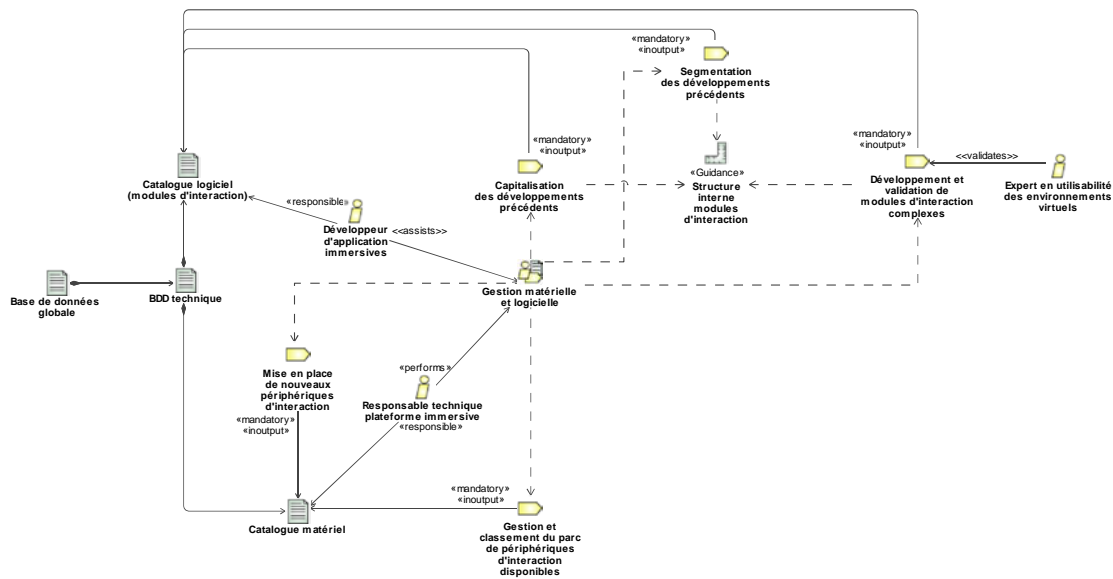 «mandatory»
«inoutput»
Segmentation
des développements
précédents
«mandatory»
«inoutput»
Capitalisation
des développements
précédents
«Guidance»
Structure
interne
modules
d'interaction
«mandatory»
«inoutput»
Développement et
validation de
modules d'interaction
complexes
<<validates>>
Expert en utilisabilité
des environnements
virtuels
Catalogue logiciel
(modules d'interaction)
«responsible»
Développeur
d'application
immersives
<<assists>>
Base de données
globale
BDD technique
Gestion matérielle
et logicielle
Mise en place
de nouveaux
périphériques
d'interaction
«mandatory»
«inoutput»
«performs»
Responsable technique
plateforme immersive
«responsible»
Catalogue matériel
«mandatory»
«inoutput»
Gestion et
classement du parc
de périphériques
d'interaction
disponibles